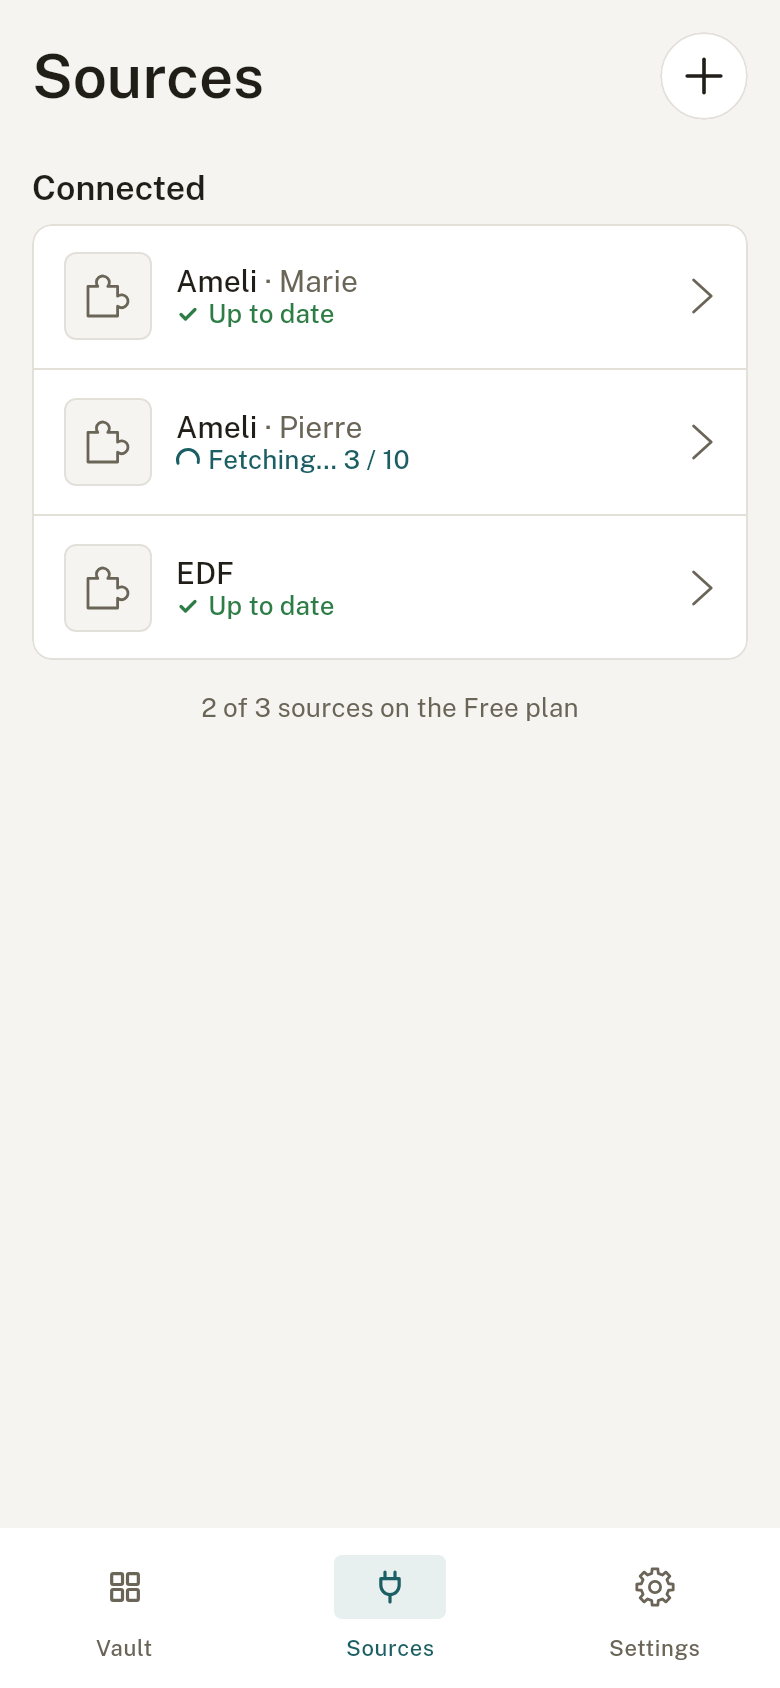 Sources
Connected
Ameli · Marie
Up to date
Ameli · Pierre
Fetching... 3 / 10
EDF
Up to date
2 of 3 sources on the Free plan
Vault
Sources
Settings